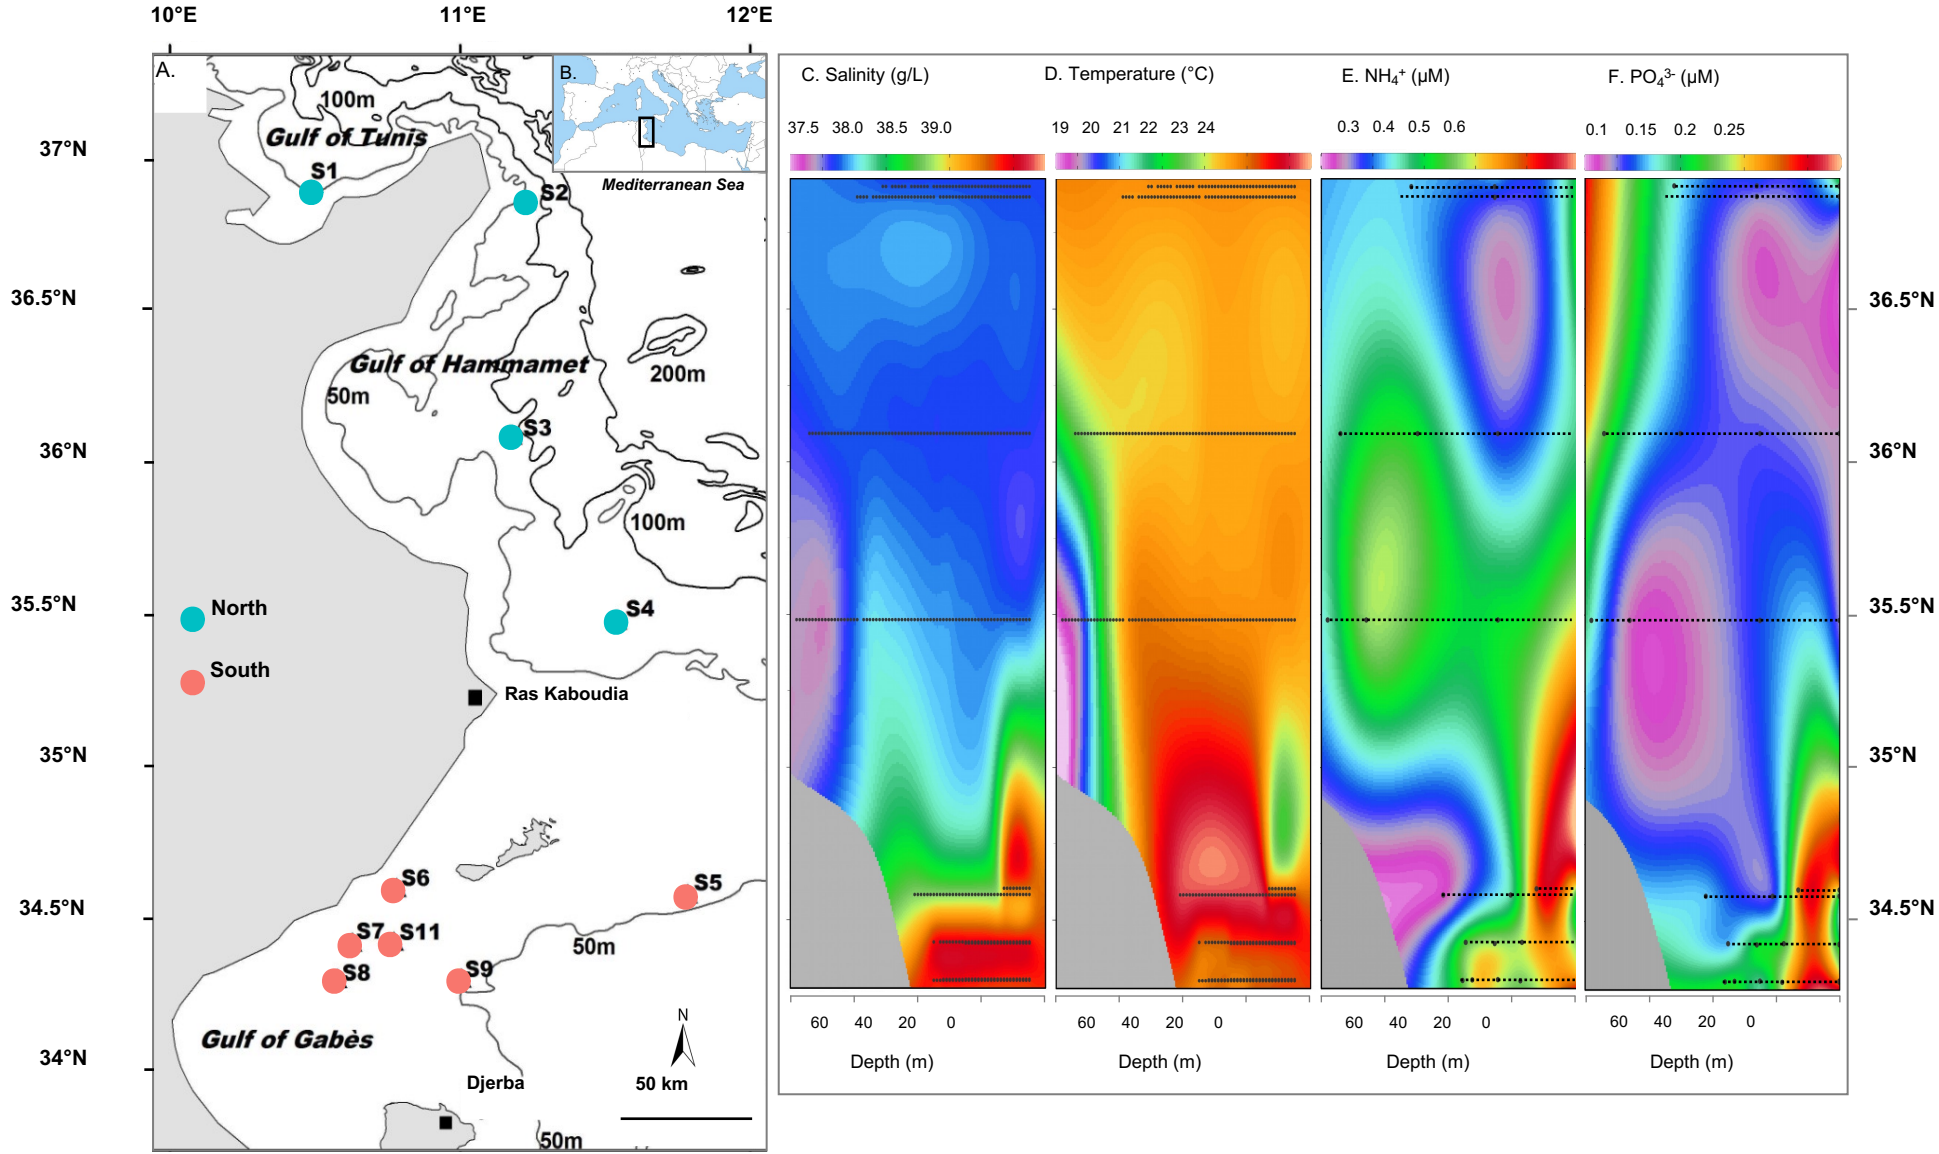 10°E 11°E 12°E
A.
B.
C. Salinity (g/L) D. Temperature (°C) E. NH₄⁺ (µM) F. PO₄³⁻ (µM)
37.5 38.0 38.5 39.0 19 20 21 22 23 24 0.3 0.4 0.5 0.6 0.1 0.15 0.2 0.25
100m
Gulf of Tunis
37°N
S1
S2
Mediterranean Sea
36.5°N 36.5°N
Gulf of Hammamet
200m
50m
S3
36°N 36°N
100m
35.5°N 35.5°N
North
S4
South
Ras Kaboudia
35°N 35°N
S6
S5
34.5°N 34.5°N
S7 S11
50m
S8
S9
N
60 40 20 0 60 40 20 0 60 40 20 0 60 40 20 0
Gulf of Gabès
34°N
Depth (m) Depth (m) Depth (m) Depth (m)
Djerba
50 km
50m